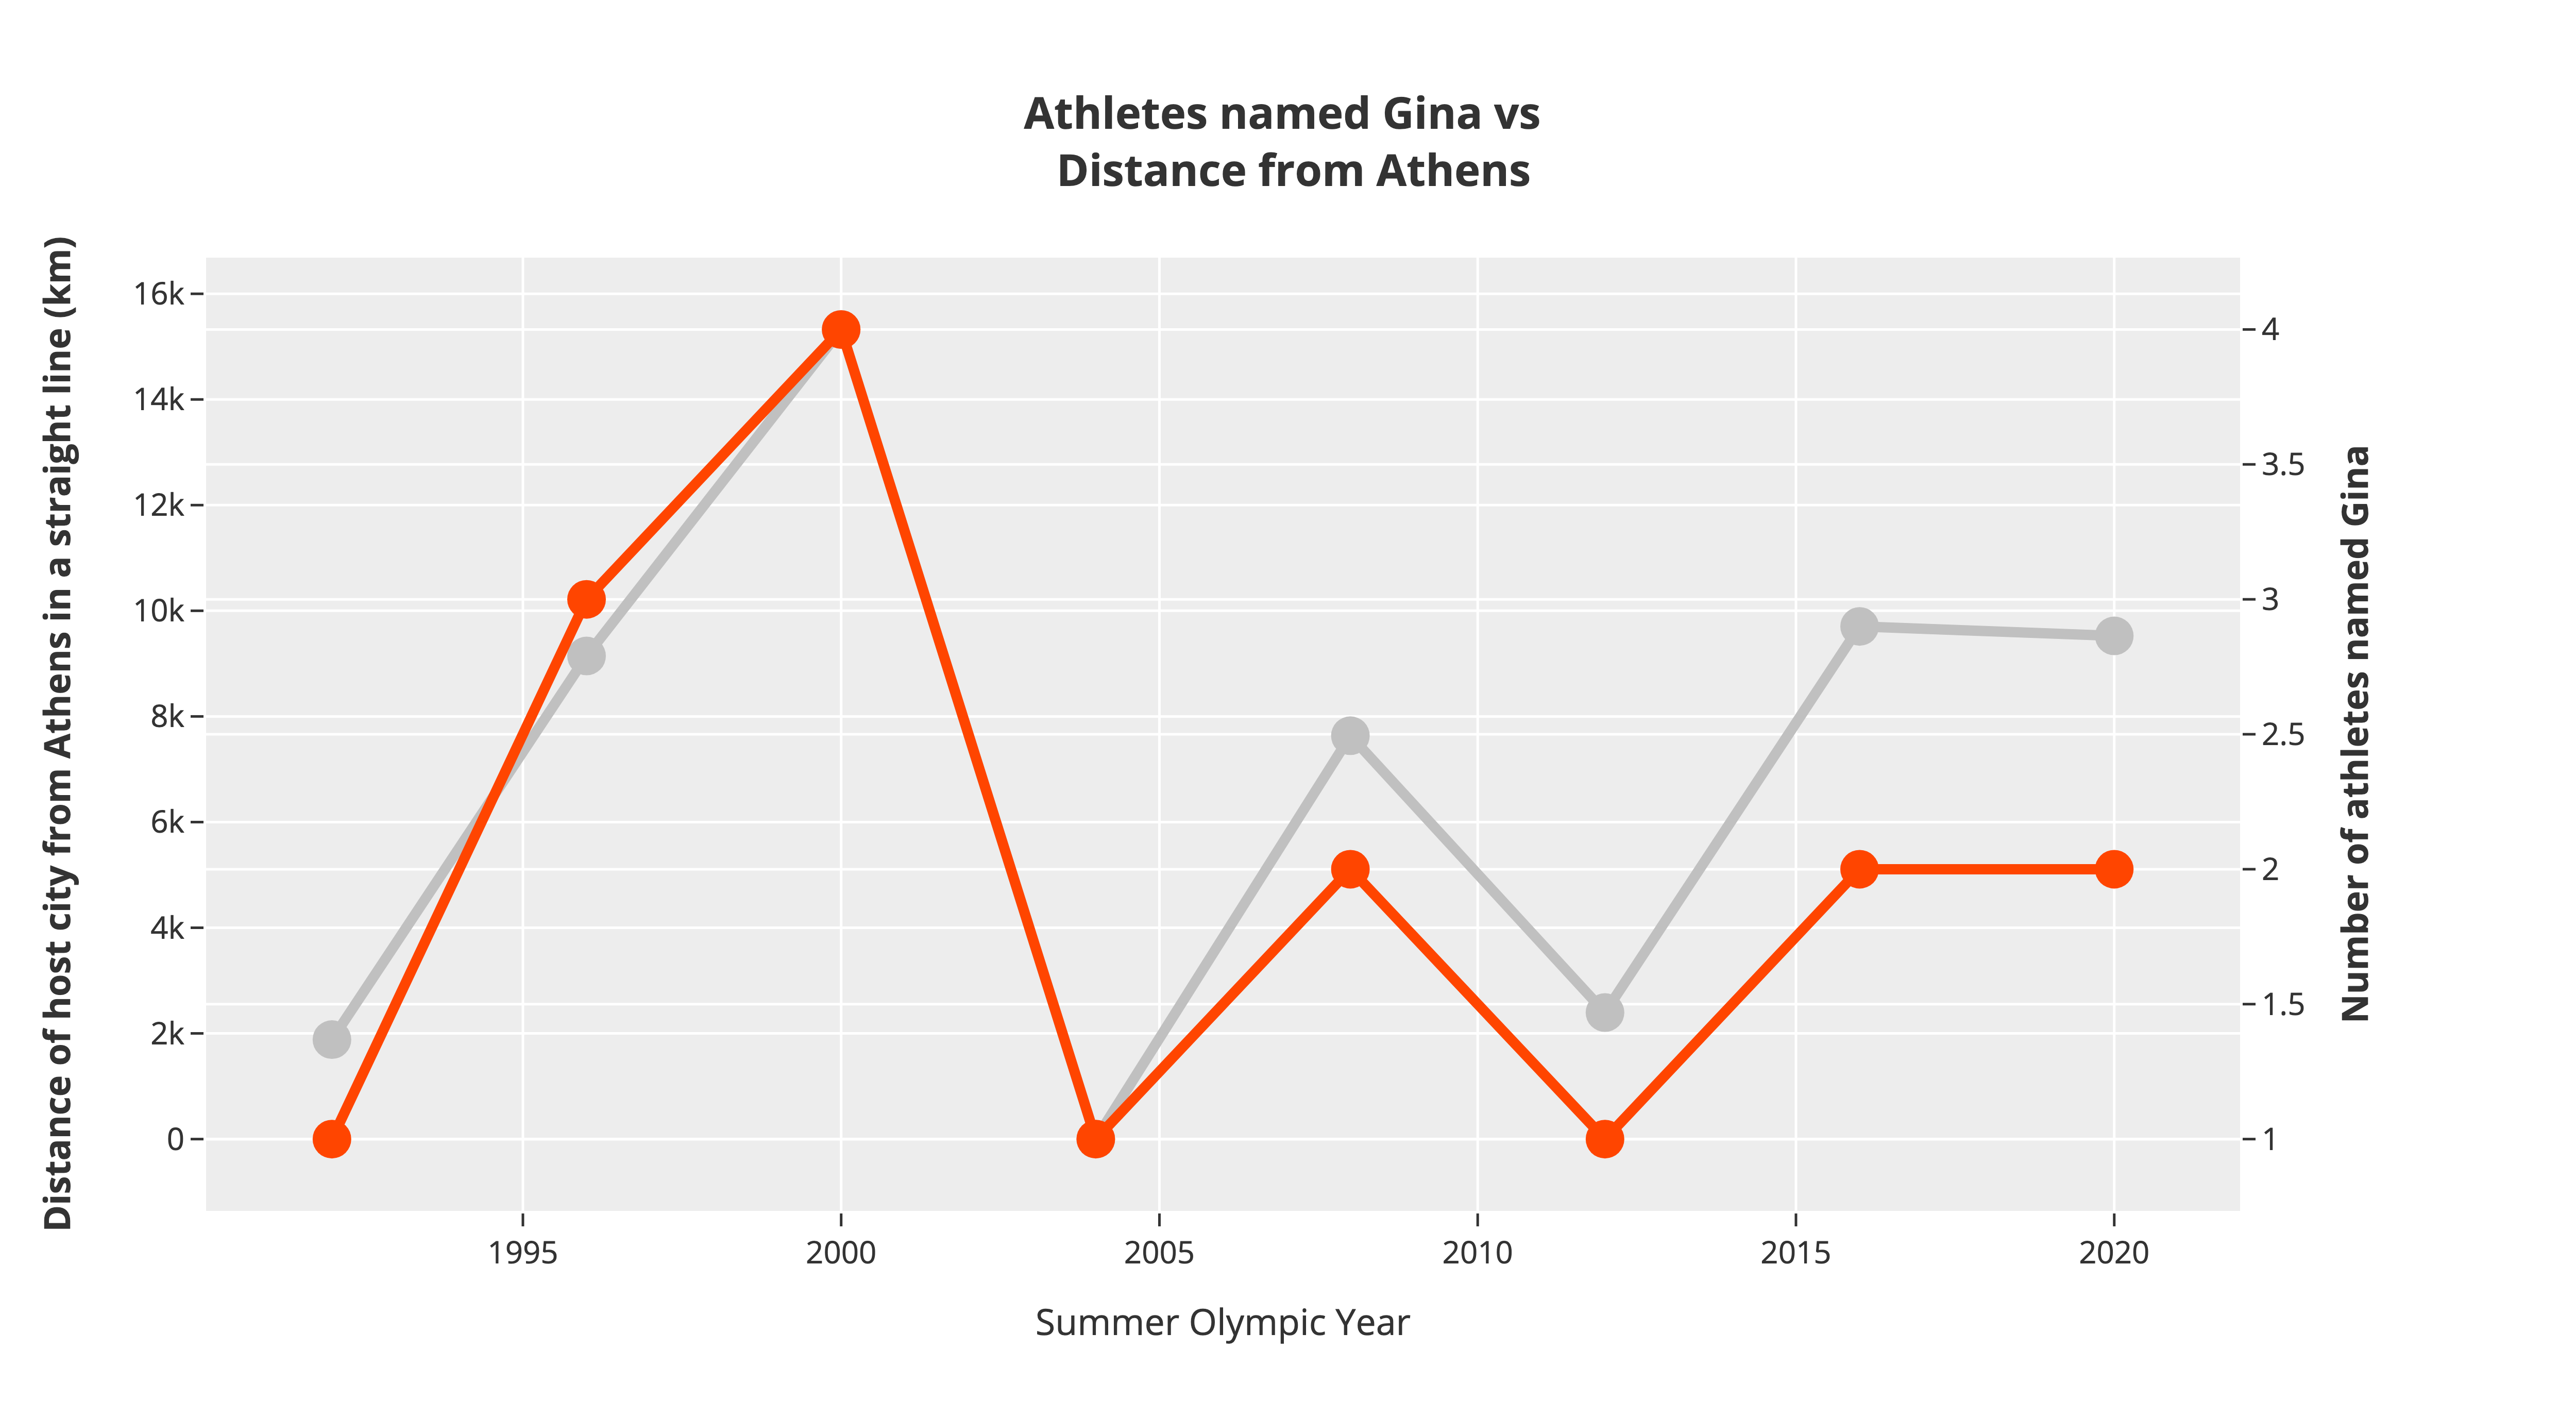 Athletes named Gina vs
Distance from Athens
Distance of host city from Athens in a straight line (km)
16k
14k
12k
10k
8k
6k
4k
2k
0
4
3.5
3
2.5
2
1.5
1
Number of athletes named Gina
1995
2000
2005
2010
2015
2020
Summer Olympic Year